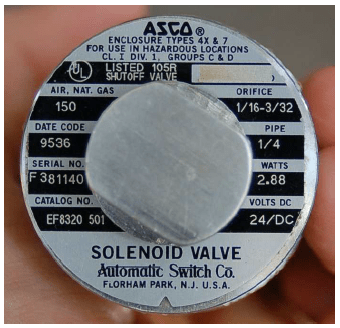 ASCO®
ENCLOSURE TYPES 4X & 7
FOR USE IN HAZARDOUS LOCATIONS
CL. I DIV. 1, GROUPS C & D
UL ® LISTED 105R
SHUTOFF VALVE )
AIR, NAT. GAS ORIFICE
150 1/16-3/32
DATE CODE PIPE
9536 1/4
SERIAL NO. WATTS
F381140 2.88
CATALOG NO. VOLTS DC
EF8320 501 24/DC
SOLENOID VALVE
Automatic Switch Co.
FLORHAM PARK, N.J. U.S.A.